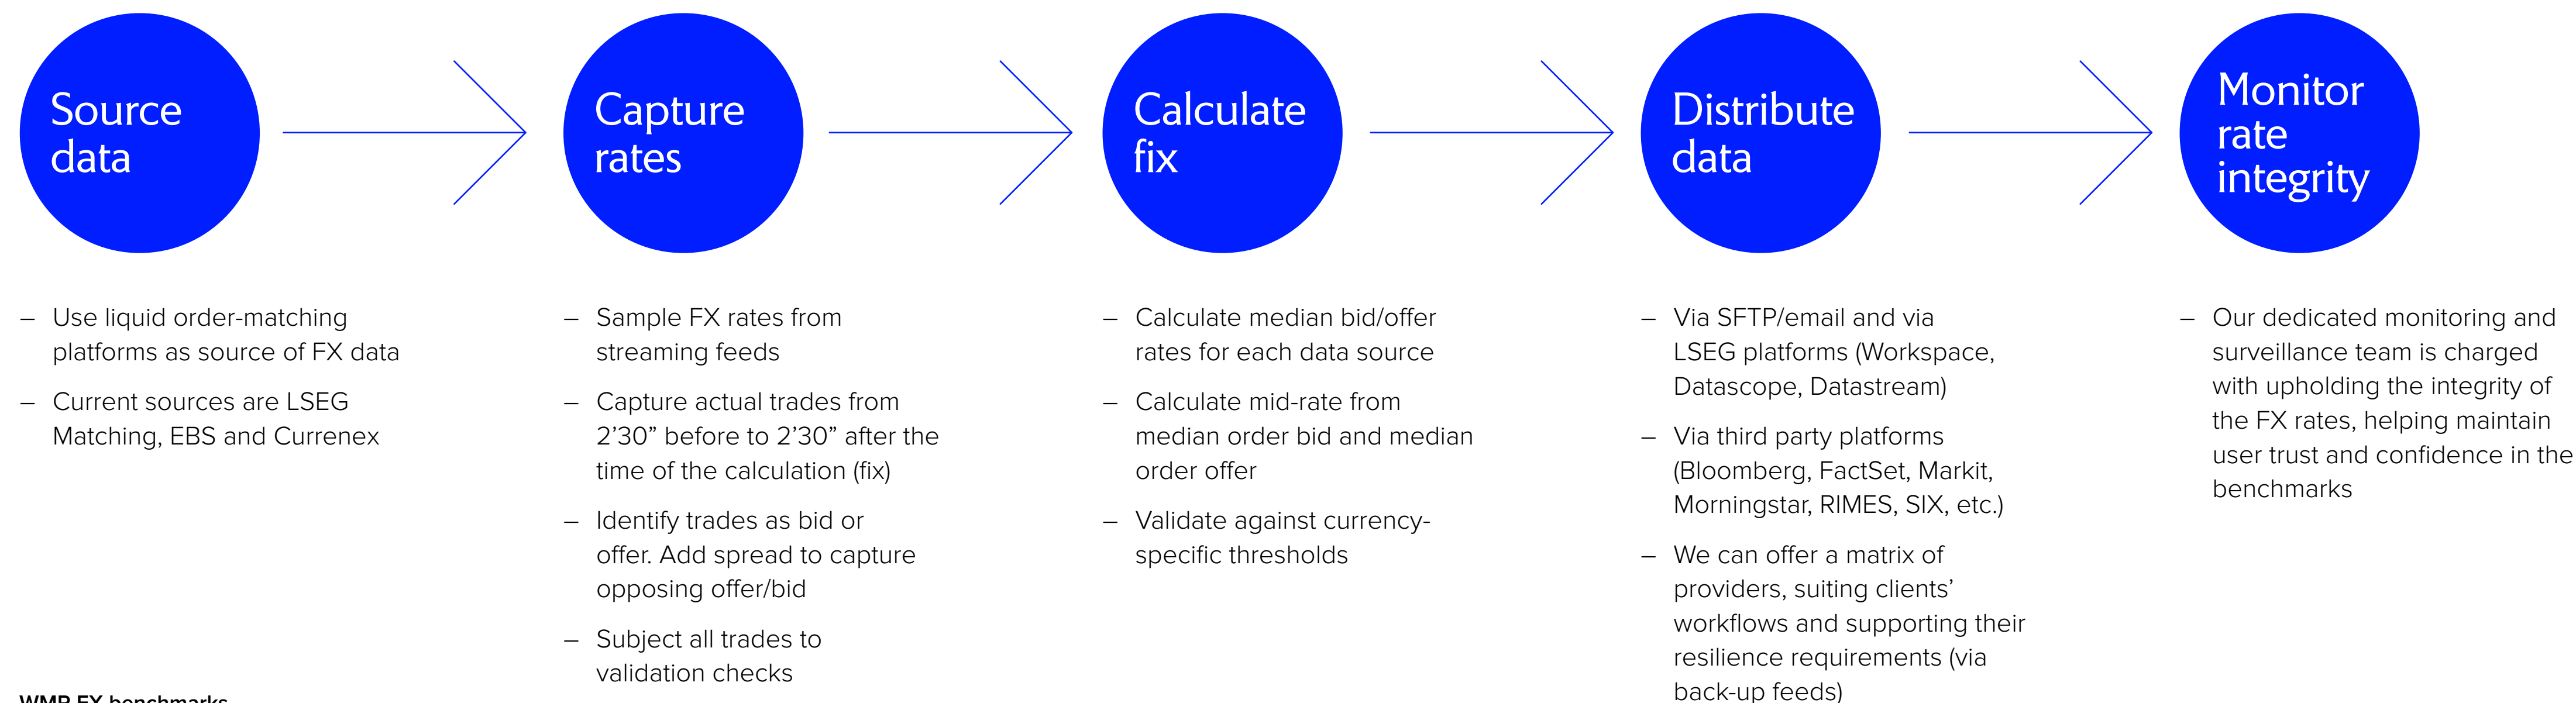 Source
data
Capture
rates
Calculate
fix
Distribute
data
Monitor
rate
integrity
– Use liquid order-matching
platforms as source of FX data
– Current sources are LSEG
Matching, EBS and Currenex
– Sample FX rates from
streaming feeds
– Capture actual trades from
2’30” before to 2’30” after the
time of the calculation (fix)
– Identify trades as bid or
offer. Add spread to capture
opposing offer/bid
– Subject all trades to
validation checks
– Calculate median bid/offer
rates for each data source
– Calculate mid-rate from
median order bid and median
order offer
– Validate against currency-
specific thresholds
– Via SFTP/email and via
LSEG platforms (Workspace,
Datascope, Datastream)
– Via third party platforms
(Bloomberg, FactSet, Markit,
Morningstar, RIMES, SIX, etc.)
– We can offer a matrix of
providers, suiting clients’
workflows and supporting their
resilience requirements (via
back-up feeds)
– Our dedicated monitoring and
surveillance team is charged
with upholding the integrity of
the FX rates, helping maintain
user trust and confidence in the
benchmarks
WMR FX benchmarks